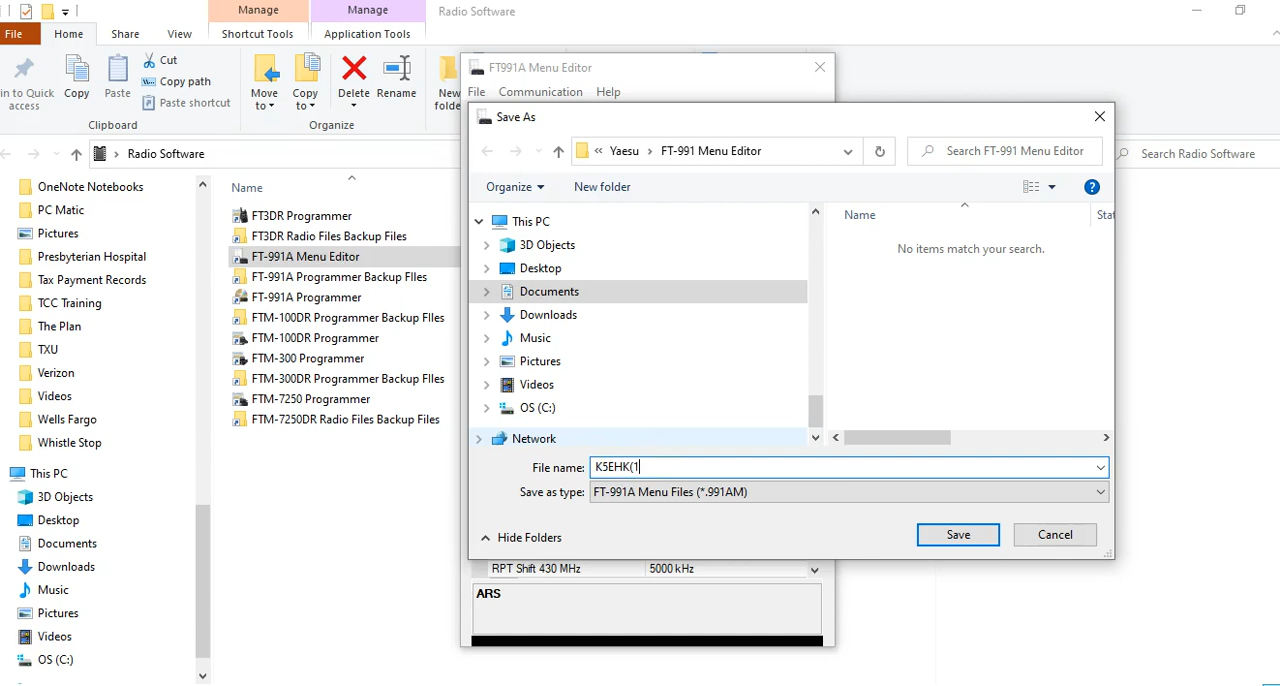 Manage
Manage
Radio Software
File
Home
Share
View
Shortcut Tools
Application Tools
in to Quick
access
Copy
Paste
Cut
Copy path
Paste shortcut
Move
to
Copy
to
Delete
Rename
New
folde
Clipboard
Organize
Radio Software
Search Radio Software
OneNote Notebooks
PC Matic
Pictures
Presbyterian Hospital
Tax Payment Records
TCC Training
The Plan
TXU
Verizon
Videos
Wells Fargo
Whistle Stop
This PC
3D Objects
Desktop
Documents
Downloads
Music
Pictures
Videos
OS (C:)
Name
FT3DR Programmer
FT3DR Radio Files Backup Files
FT-991A Menu Editor
FT-991A Programmer Backup FIles
FT-991A Programmer
FTM-100DR Programmer Backup FIles
FTM-100DR Programmer
FTM-300 Programmer
FTM-300DR Programmer Backup FIles
FTM-7250 Programmer
FTM-7250DR Radio Files Backup Files
FT991A Menu Editor
File Communication Help
Save As
« Yaesu › FT-991 Menu Editor
Search FT-991 Menu Editor
Organize
New folder
?
This PC
3D Objects
Desktop
Documents
Downloads
Music
Pictures
Videos
OS (C:)
Network
Name
Stat
No items match your search.
File name: K5EHK(1
Save as type: FT-991A Menu Files (*.991AM)
Hide Folders
Save
Cancel
RPT Shift 430 MHz 5000 kHz
ARS